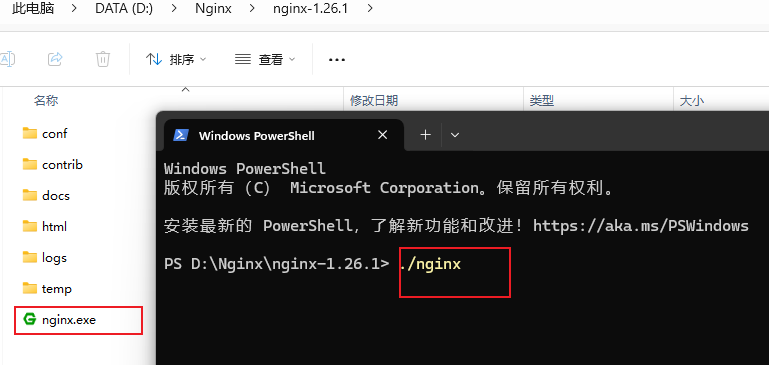 此电脑 > DATA (D:) > Nginx > nginx-1.26.1 >
排序 查看 ...
名称 修改日期 类型 大小
conf
contrib
docs
html
logs
temp
nginx.exe
Windows PowerShell
Windows PowerShell
版权所有（C） Microsoft Corporation。保留所有权利。
安装最新的 PowerShell，了解新功能和改进！https://aka.ms/PSWindows
PS D:\Nginx\nginx-1.26.1> ./nginx